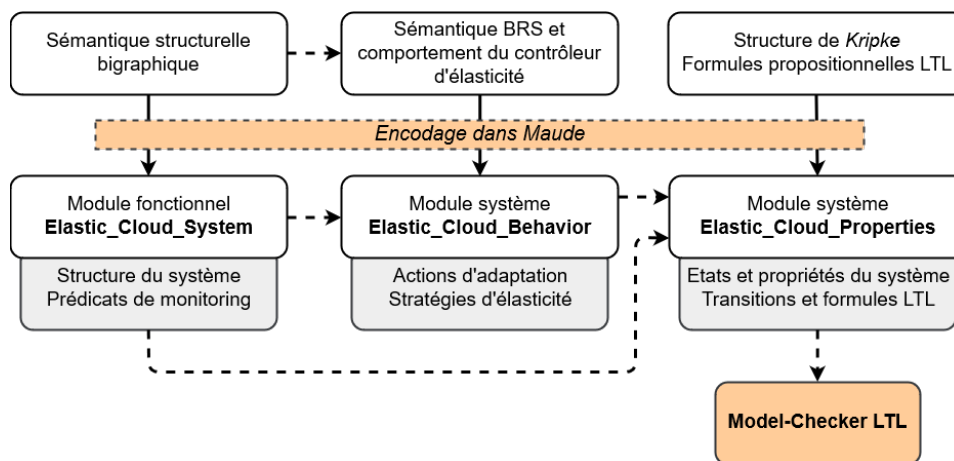 Sémantique structurelle
bigraphique
Sémantique BRS et
comportement du contrôleur
d'élasticité
Structure de Kripke
Formules propositionnelles LTL
Encodage dans Maude
Module fonctionnel
Elastic_Cloud_System
Structure du système
Prédicats de monitoring
Module système
Elastic_Cloud_Behavior
Actions d'adaptation
Stratégies d'élasticité
Module système
Elastic_Cloud_Properties
Etats et propriétés du système
Transitions et formules LTL
Model-Checker LTL